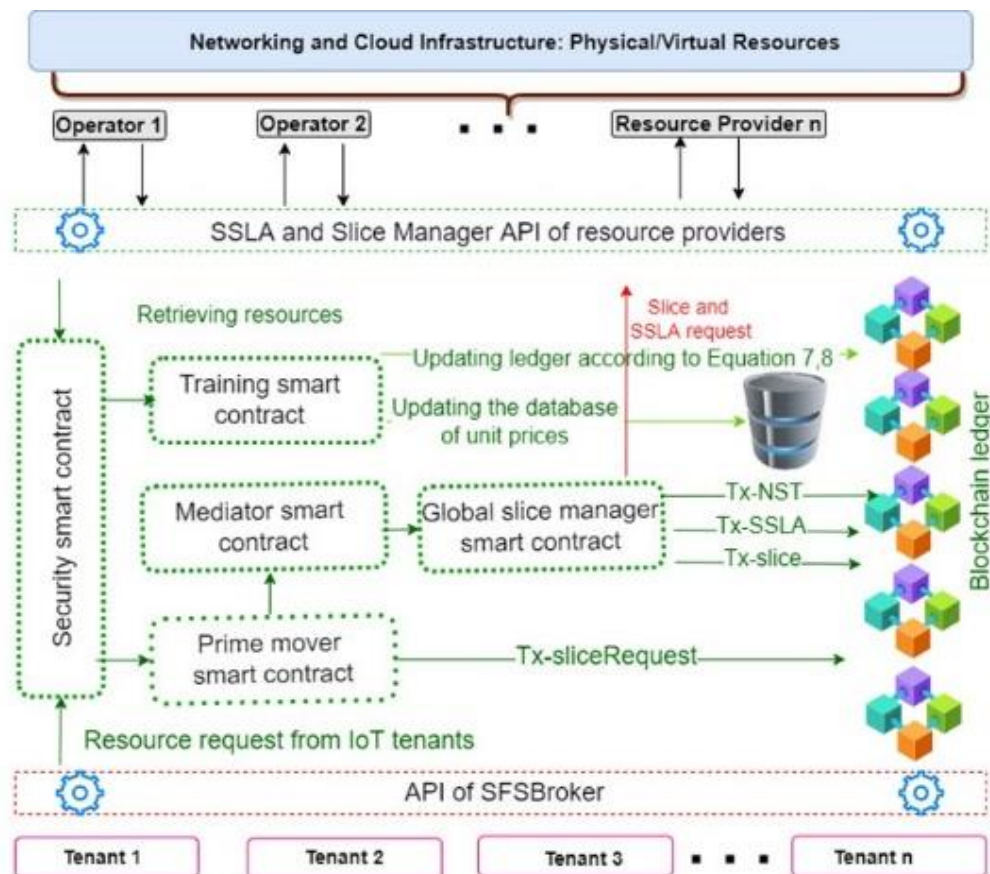 Networking and Cloud Infrastructure: Physical/Virtual Resources
Operator 1
Operator 2
Resource Provider n
SSLA and Slice Manager API of resource providers
Retrieving resources
Slice and
SSLA request
Updating ledger according to Equation 7,8
Training smart
contract
Updating the database
of unit prices
Security smart contract
Mediator smart
contract
Global slice manager
smart contract
Tx-NST
Tx-SSLA
Tx-slice
Blockchain ledger
Prime mover
smart contract
Tx-sliceRequest
Resource request from IoT tenants
API of SFSBroker
Tenant 1
Tenant 2
Tenant 3
Tenant n